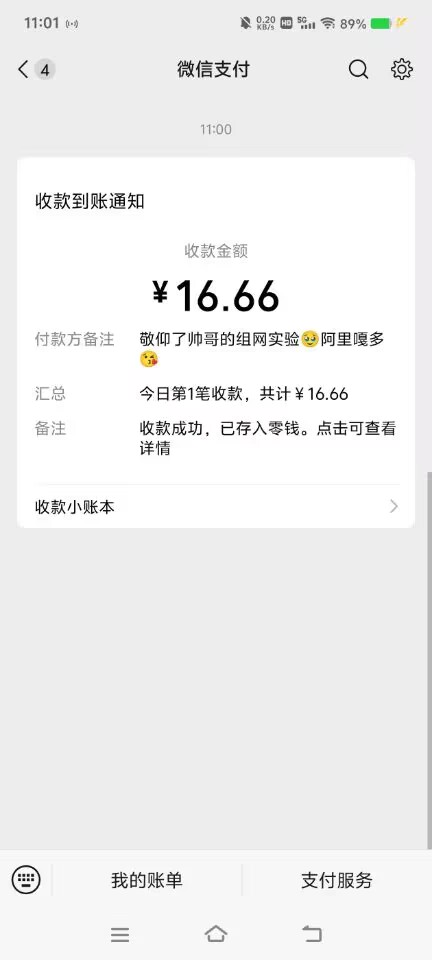 11:01 0.20 KB/s HD 5G 89%
4 微信支付
11:00
收款到账通知
收款金额
¥16.66
付款方备注 敬仰了帅哥的组网实验🥹阿里嘎多
😘
汇总 今日第1笔收款，共计¥16.66
备注 收款成功，已存入零钱。点击可查看
详情
收款小账本
我的账单 支付服务